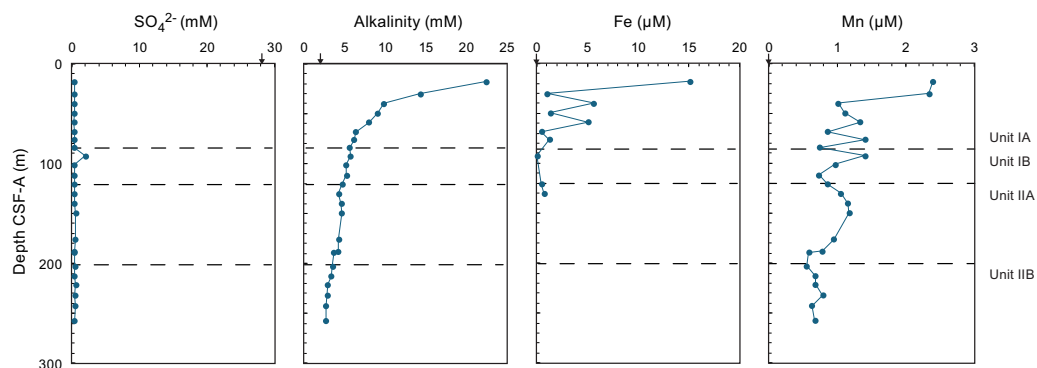 SO₄²⁻ (mM)
0 10 20 30
Alkalinity (mM)
0 5 10 15 20 25
Fe (µM)
0 5 10 15 20
Mn (µM)
0 1 2 3
Depth CSF-A (m)
0
100
200
300
Unit IA
Unit IB
Unit IIA
Unit IIB